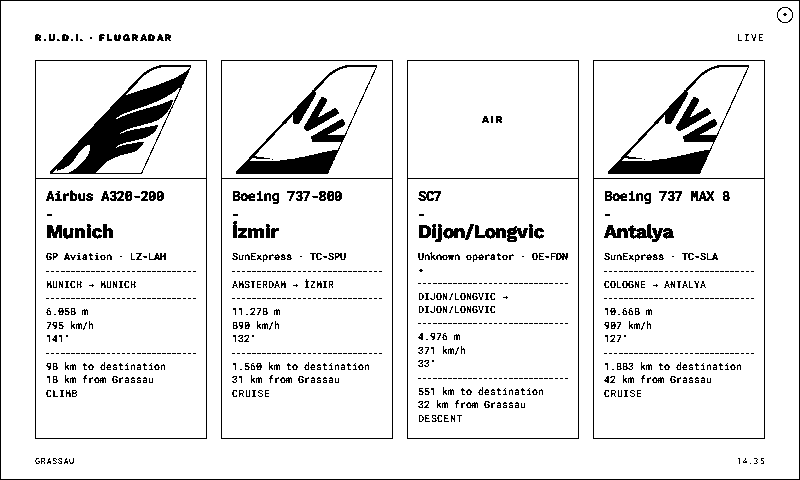 R.U.D.I. · FLUGRADAR
LIVE
Airbus A320-200
-
Munich
GP Aviation · LZ-LAH
MUNICH → MUNICH
6.058 m
795 km/h
141°
98 km to destination
18 km from Grassau
CLIMB
Boeing 737-800
-
İzmir
SunExpress · TC-SPU
AMSTERDAM → İZMIR
11.278 m
890 km/h
132°
1.560 km to destination
31 km from Grassau
CRUISE
AIR
SC7
-
Dijon/Longvic
Unknown operator · OE-FDN
•
DIJON/LONGVIC →
DIJON/LONGVIC
4.976 m
371 km/h
33°
551 km to destination
32 km from Grassau
DESCENT
Boeing 737 MAX 8
-
Antalya
SunExpress · TC-SLA
COLOGNE → ANTALYA
10.668 m
907 km/h
127°
1.883 km to destination
42 km from Grassau
CRUISE
GRASSAU
14.35